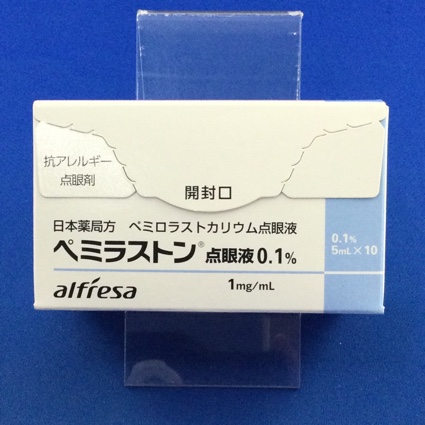 抗アレルギー
点眼剤
開封口
日本薬局方 ペミロラストカリウム点眼液
ペミラストン® 点眼液 0.1%
0.1%
5mL×10
1mg/mL
alfresa